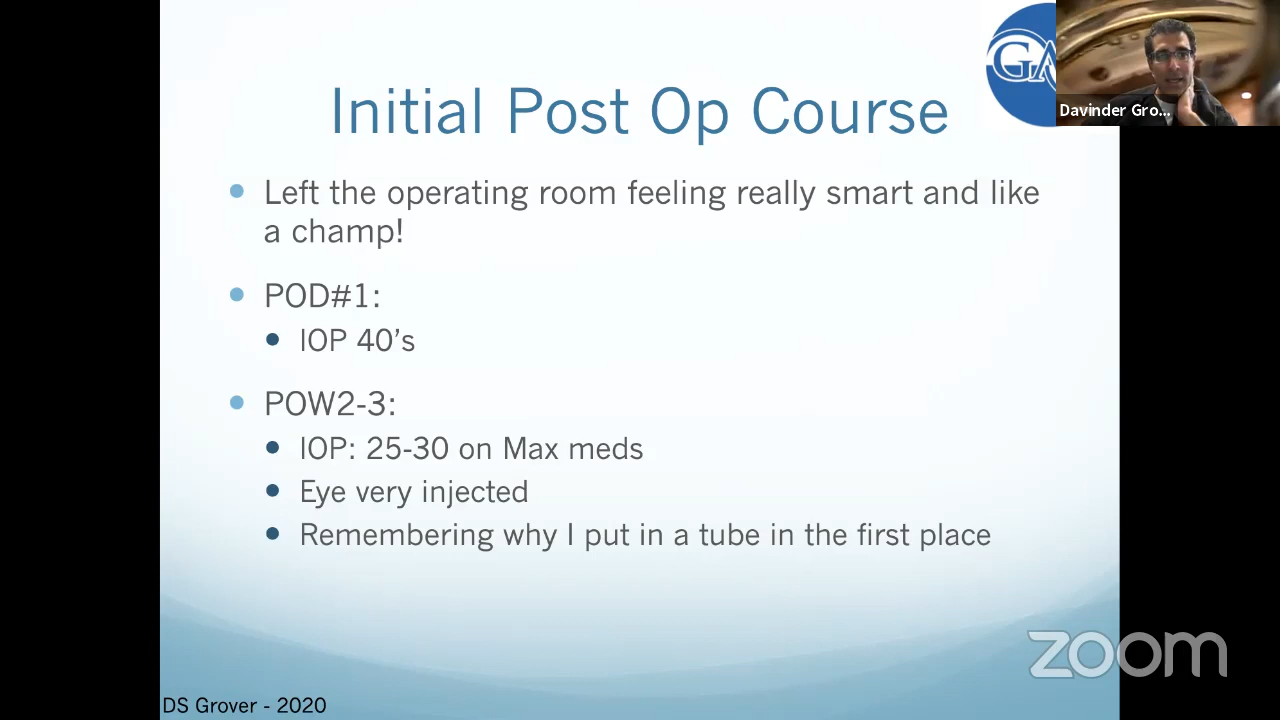 Initial Post Op Course
Left the operating room feeling really smart and like
a champ!
POD#1:
IOP 40's
POW2-3:
IOP: 25-30 on Max meds
Eye very injected
Remembering why I put in a tube in the first place
DS Grover - 2020
GA
Davinder Gro...
zoom